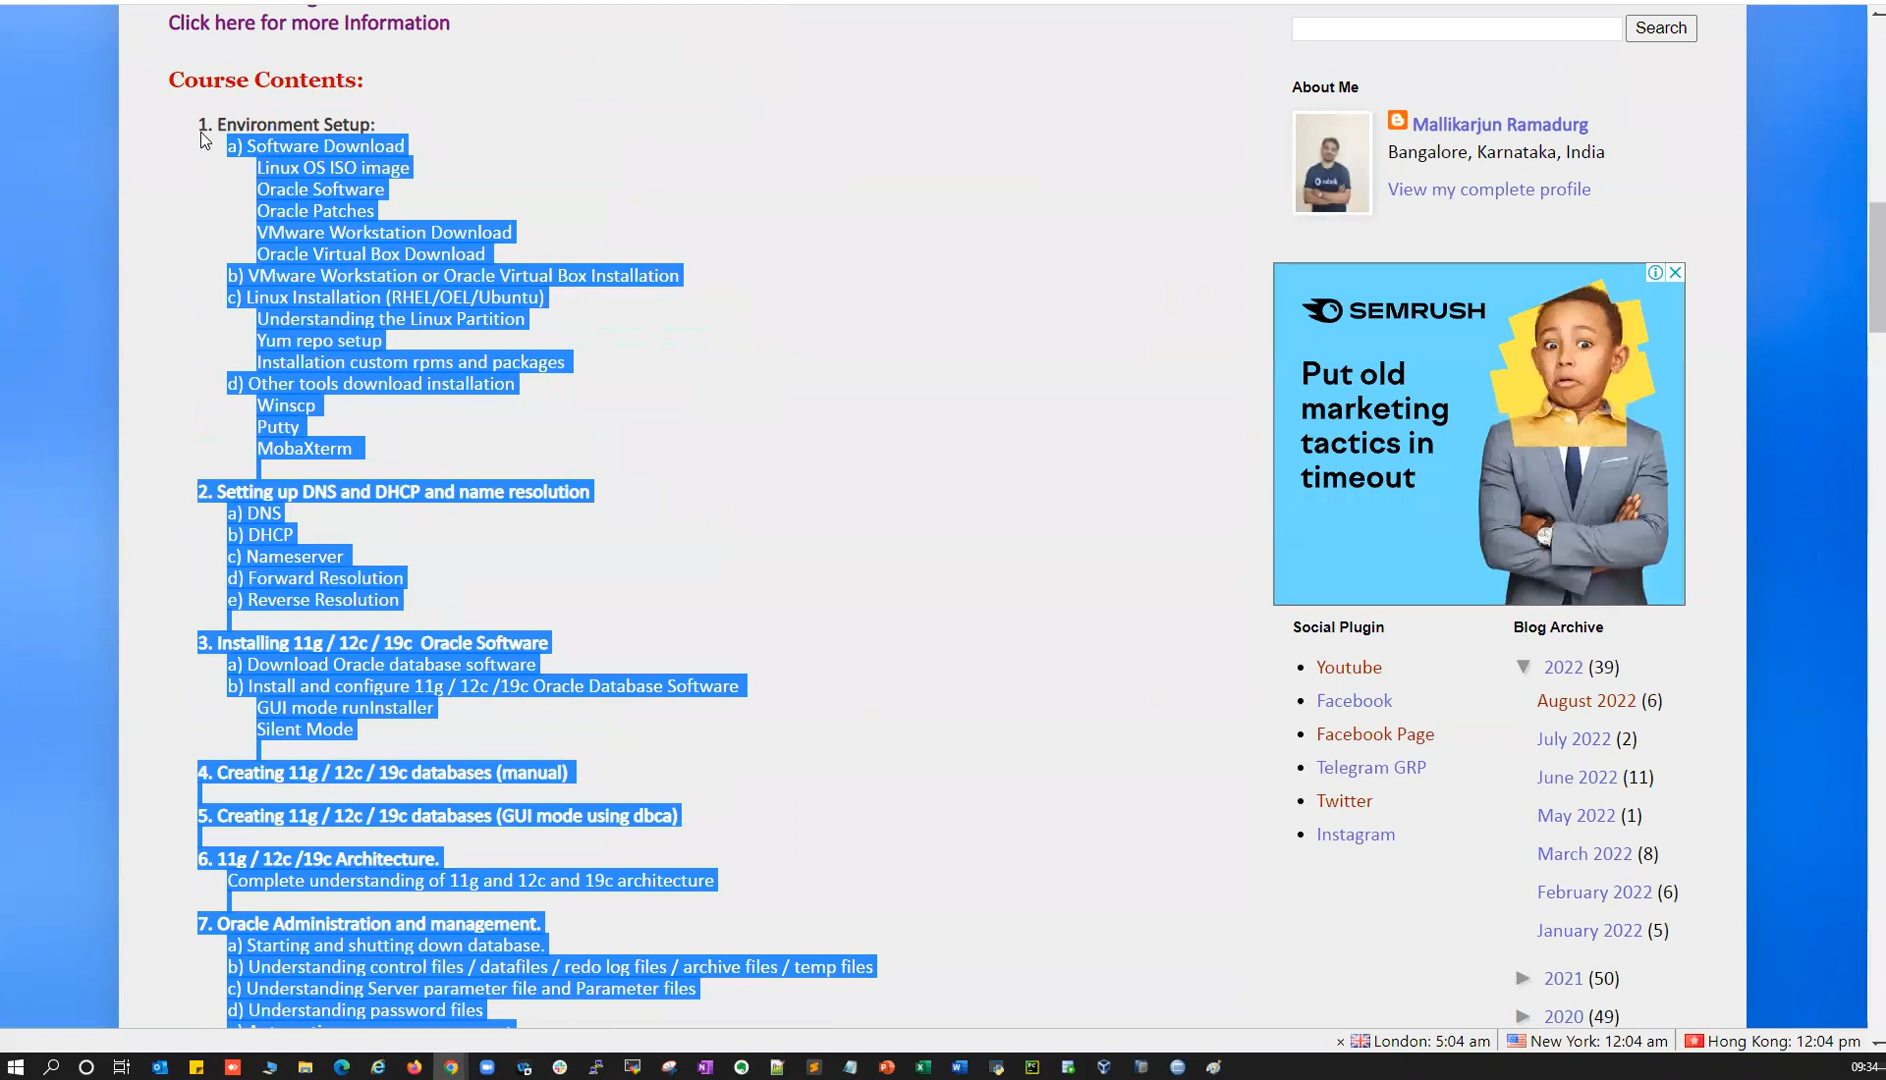 Click here for more Information
Course Contents:
1. Environment Setup:
a) Software Download
Linux OS ISO image
Oracle Software
Oracle Patches
VMware Workstation Download
Oracle Virtual Box Download
b) VMware Workstation or Oracle Virtual Box Installation
c) Linux Installation (RHEL/OEL/Ubuntu)
Understanding the Linux Partition
Yum repo setup
Installation custom rpms and packages
d) Other tools download installation
Winscp
Putty
MobaXterm
2. Setting up DNS and DHCP and name resolution
a) DNS
b) DHCP
c) Nameserver
d) Forward Resolution
e) Reverse Resolution
3. Installing 11g / 12c / 19c  Oracle Software
a) Download Oracle database software
b) Install and configure 11g / 12c /19c Oracle Database Software
GUI mode runInstaller
Silent Mode
4. Creating 11g / 12c / 19c databases (manual)
5. Creating 11g / 12c / 19c databases (GUI mode using dbca)
6. 11g / 12c /19c Architecture.
Complete understanding of 11g and 12c and 19c architecture
7. Oracle Administration and management.
a) Starting and shutting down database.
b) Understanding control files / datafiles / redo log files / archive files / temp files
c) Understanding Server parameter file and Parameter files
d) Understanding password files
Search
About Me
Mallikarjun Ramadurg
Bangalore, Karnataka, India
View my complete profile
SEMRUSH
Put old
marketing
tactics in
timeout
Social Plugin
Youtube
Facebook
Facebook Page
Telegram GRP
Twitter
Instagram
Blog Archive
▼ 2022 (39)
August 2022 (6)
July 2022 (2)
June 2022 (11)
May 2022 (1)
March 2022 (8)
February 2022 (6)
January 2022 (5)
► 2021 (50)
► 2020 (49)
× London: 5:04 am
New York: 12:04 am
Hong Kong: 12:04 pm
09:34